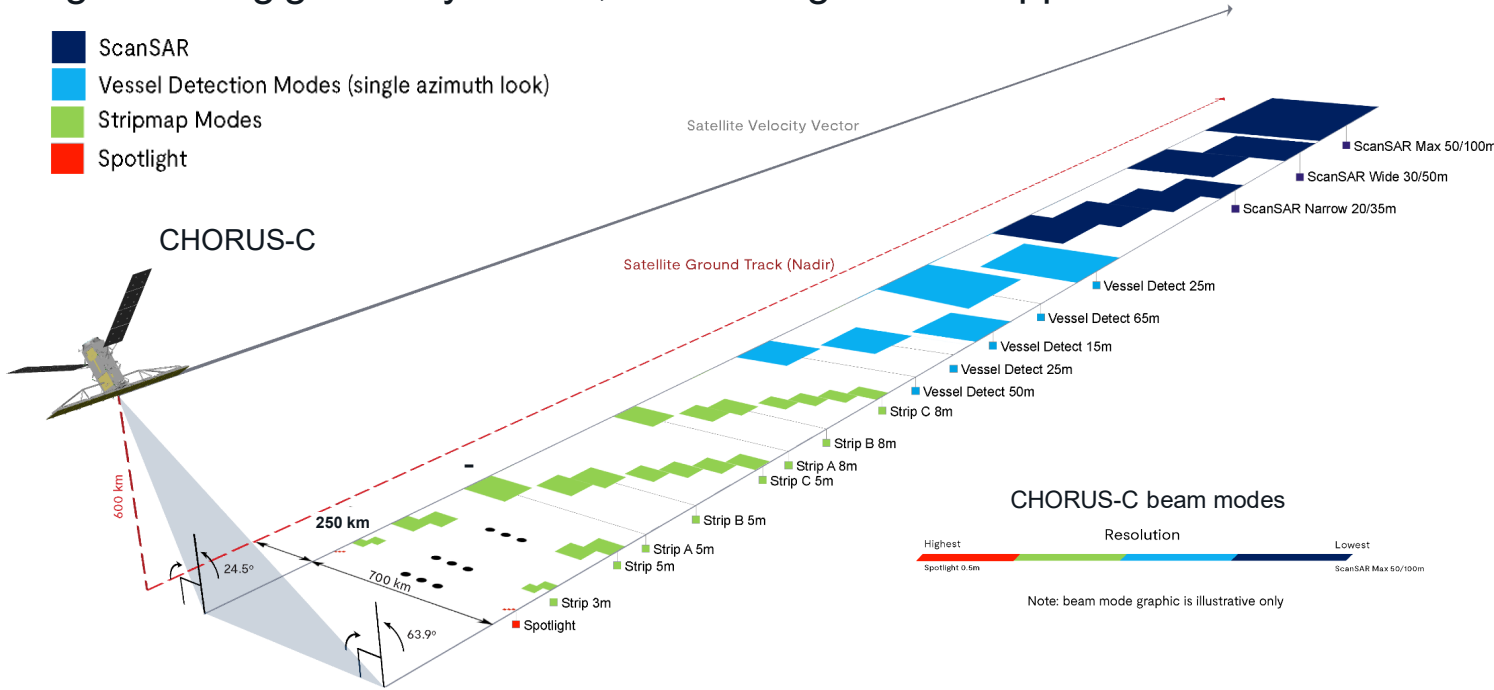 ScanSAR
Vessel Detection Modes (single azimuth look)
Stripmap Modes
Spotlight
CHORUS-C
Satellite Velocity Vector
Satellite Ground Track (Nadir)
ScanSAR Max 50/100m
ScanSAR Wide 30/50m
ScanSAR Narrow 20/35m
Vessel Detect 25m
Vessel Detect 65m
Vessel Detect 15m
Vessel Detect 25m
Vessel Detect 50m
Strip C 8m
Strip B 8m
Strip A 8m
Strip C 5m
Strip B 5m
Strip A 5m
Strip 5m
Strip 3m
Spotlight
600 km
250 km
700 km
24.5º
63.9º
CHORUS-C beam modes
Resolution
Highest
Lowest
Spotlight 0.5m
ScanSAR Max 50/100m
Note: beam mode graphic is illustrative only